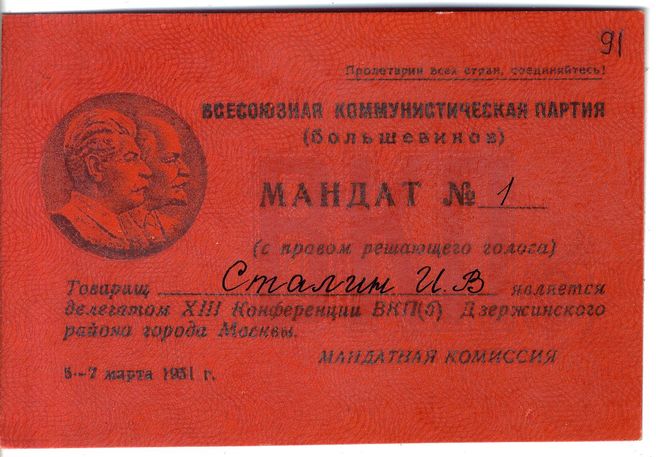 91
Пролетарии всех стран, соединяйтесь!
ВСЕСОЮЗНАЯ КОММУНИСТИЧЕСКАЯ ПАРТИЯ
(большевиков)
МАНДАТ № 1
(с правом решающего голоса)
Товарищ Сталин И.В является
делегатом XIII Конференции ВКП(б) Дзержинского
района города Москвы.
МАНДАТНАЯ КОМИССИЯ
5—7 марта 1951 г.